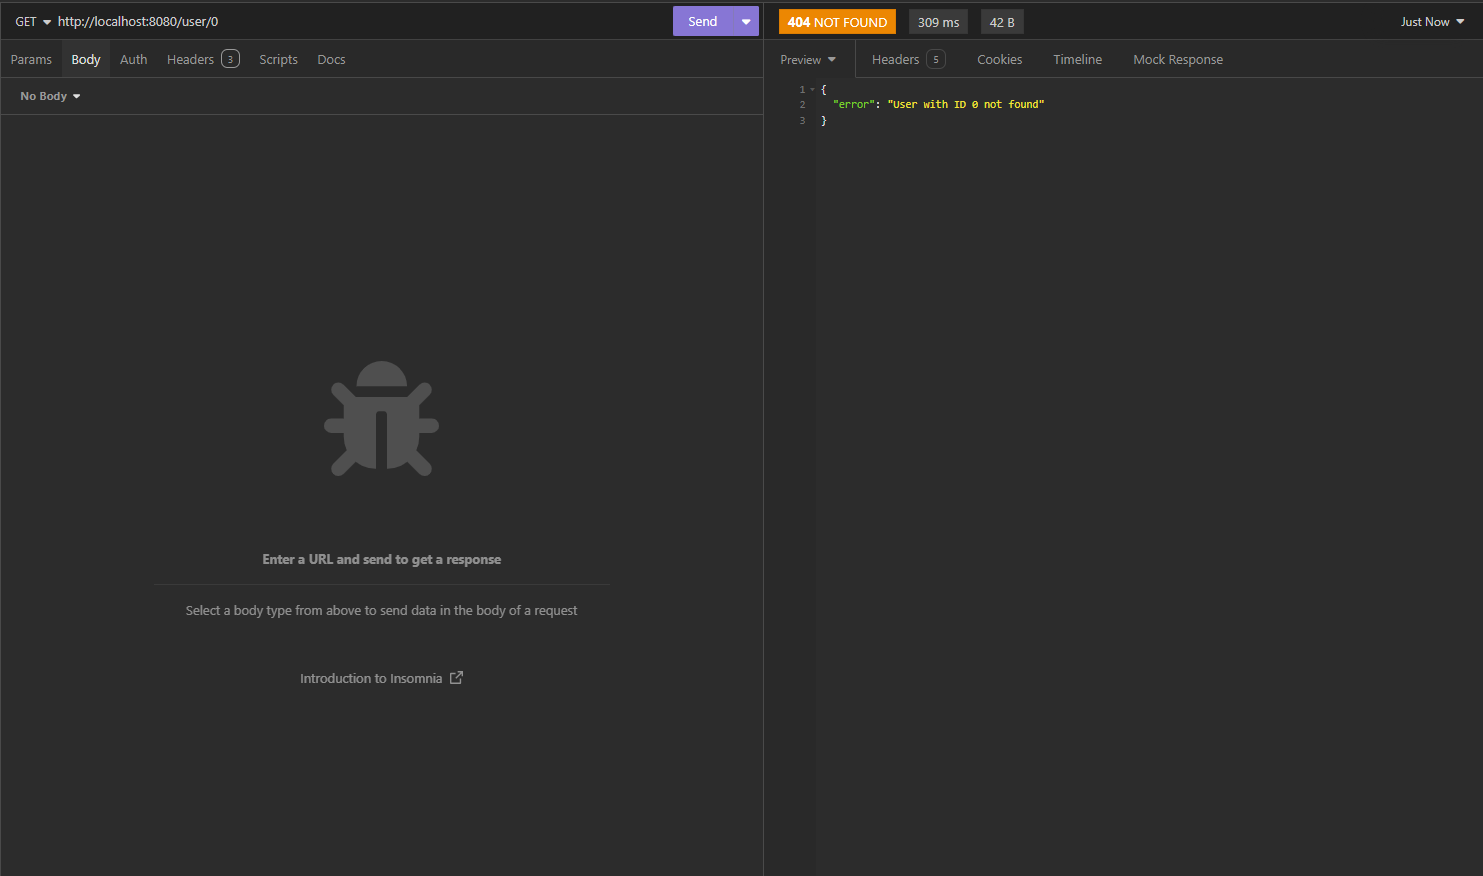 GET http://localhost:8080/user/0 Send
Params Body Auth Headers 3 Scripts Docs
No Body
Enter a URL and send to get a response
Select a body type from above to send data in the body of a request
Introduction to Insomnia
404 NOT FOUND 309 ms 42 B Just Now
Preview Headers 5 Cookies Timeline Mock Response
1 {
2 "error": "User with ID 0 not found"
3 }